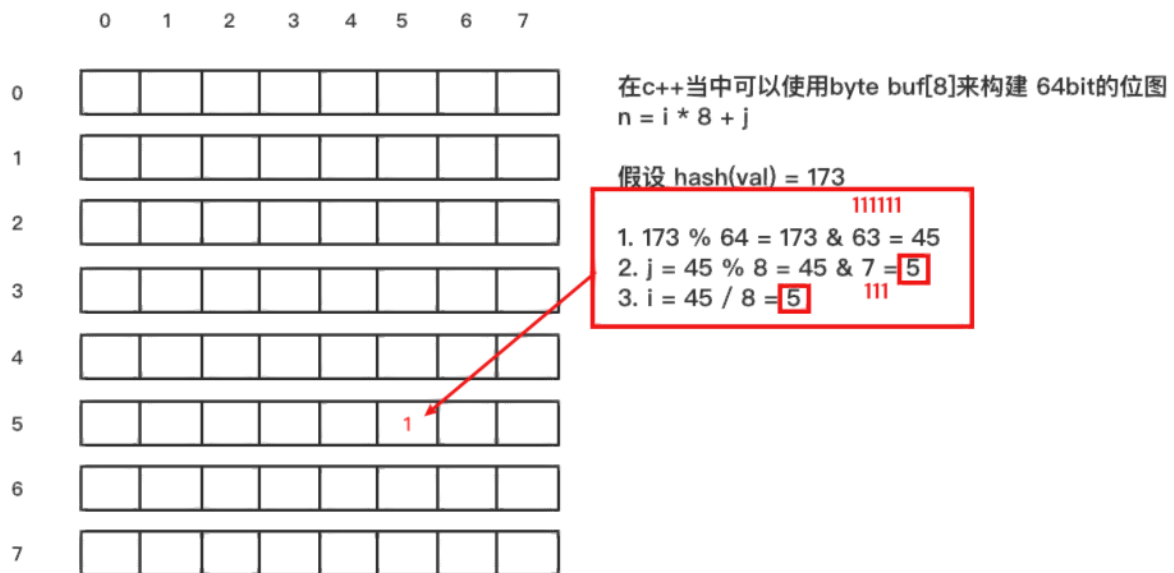 0 1 2 3 4 5 6 7
0
1
2
3
4
5
6
7
1
在c++当中可以使用byte buf[8]来构建 64bit的位图
n = i * 8 + j
假设 hash(val) = 173
111111
1. 173 % 64 = 173 & 63 = 45
2. j = 45 % 8 = 45 & 7 = 5
111
3. i = 45 / 8 = 5